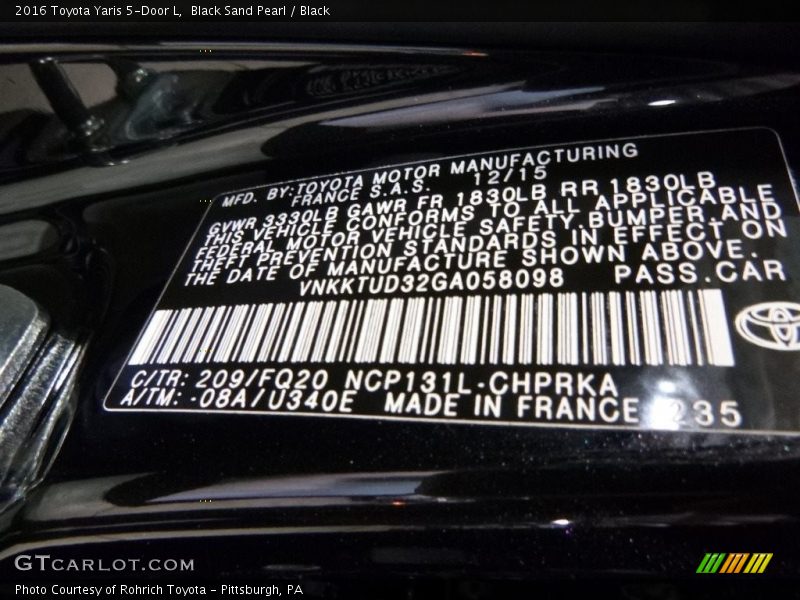 2016 Toyota Yaris 5-Door L, Black Sand Pearl / Black
MFD. BY:TOYOTA MOTOR MANUFACTURING
FRANCE S.A.S. 12/15
GVWR 3330LB GAWR FR 1830LB RR 1830LB
THIS VEHICLE CONFORMS TO ALL APPLICABLE
FEDERAL MOTOR VEHICLE SAFETY,BUMPER,AND
THEFT PREVENTION STANDARDS IN EFFECT ON
THE DATE OF MANUFACTURE SHOWN ABOVE.
VNKKTUD32GA058098 PASS.CAR
C/TR: 209/FQ20 NCP131L-CHPRKA
A/TM: -08A/U340E MADE IN FRANCE 235
GTCARLOT.COM
Photo Courtesy of Rohrich Toyota - Pittsburgh, PA